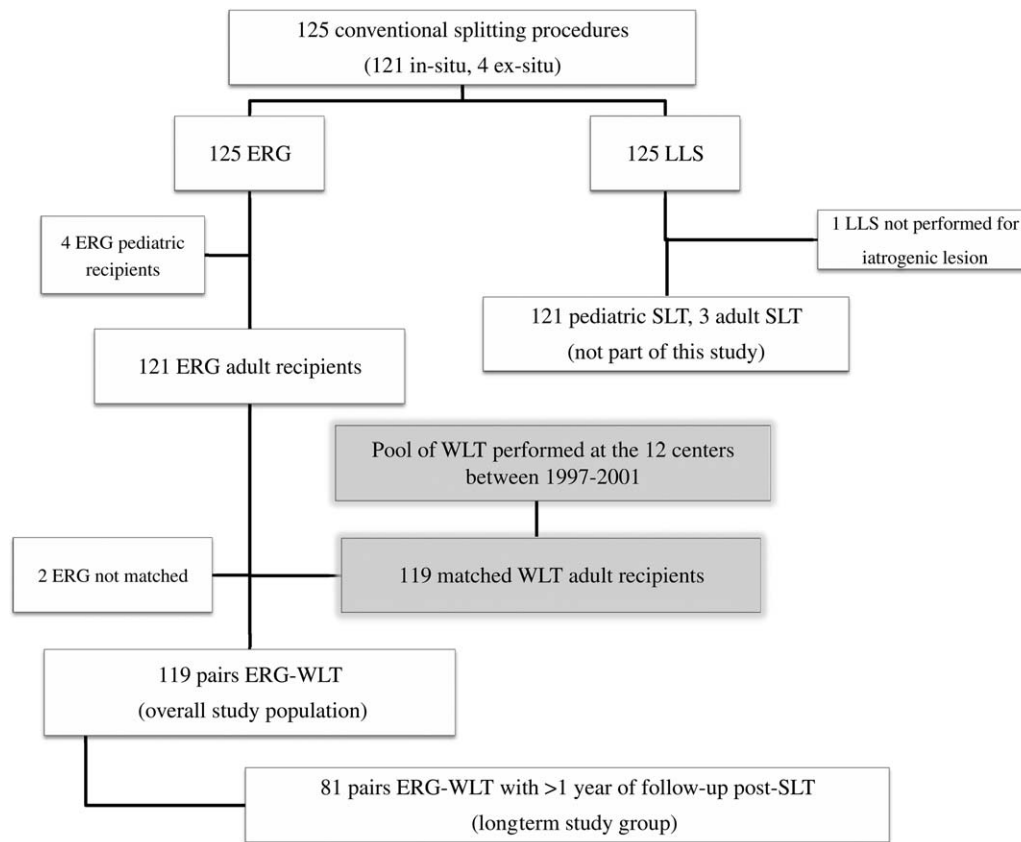 125 conventional splitting procedures
(121 in-situ, 4 ex-situ)
125 ERG
125 LLS
4 ERG pediatric
recipients
1 LLS not performed for
iatrogenic lesion
121 pediatric SLT, 3 adult SLT
(not part of this study)
121 ERG adult recipients
Pool of WLT performed at the 12 centers
between 1997-2001
2 ERG not matched
119 matched WLT adult recipients
119 pairs ERG-WLT
(overall study population)
81 pairs ERG-WLT with >1 year of follow-up post-SLT
(longterm study group)